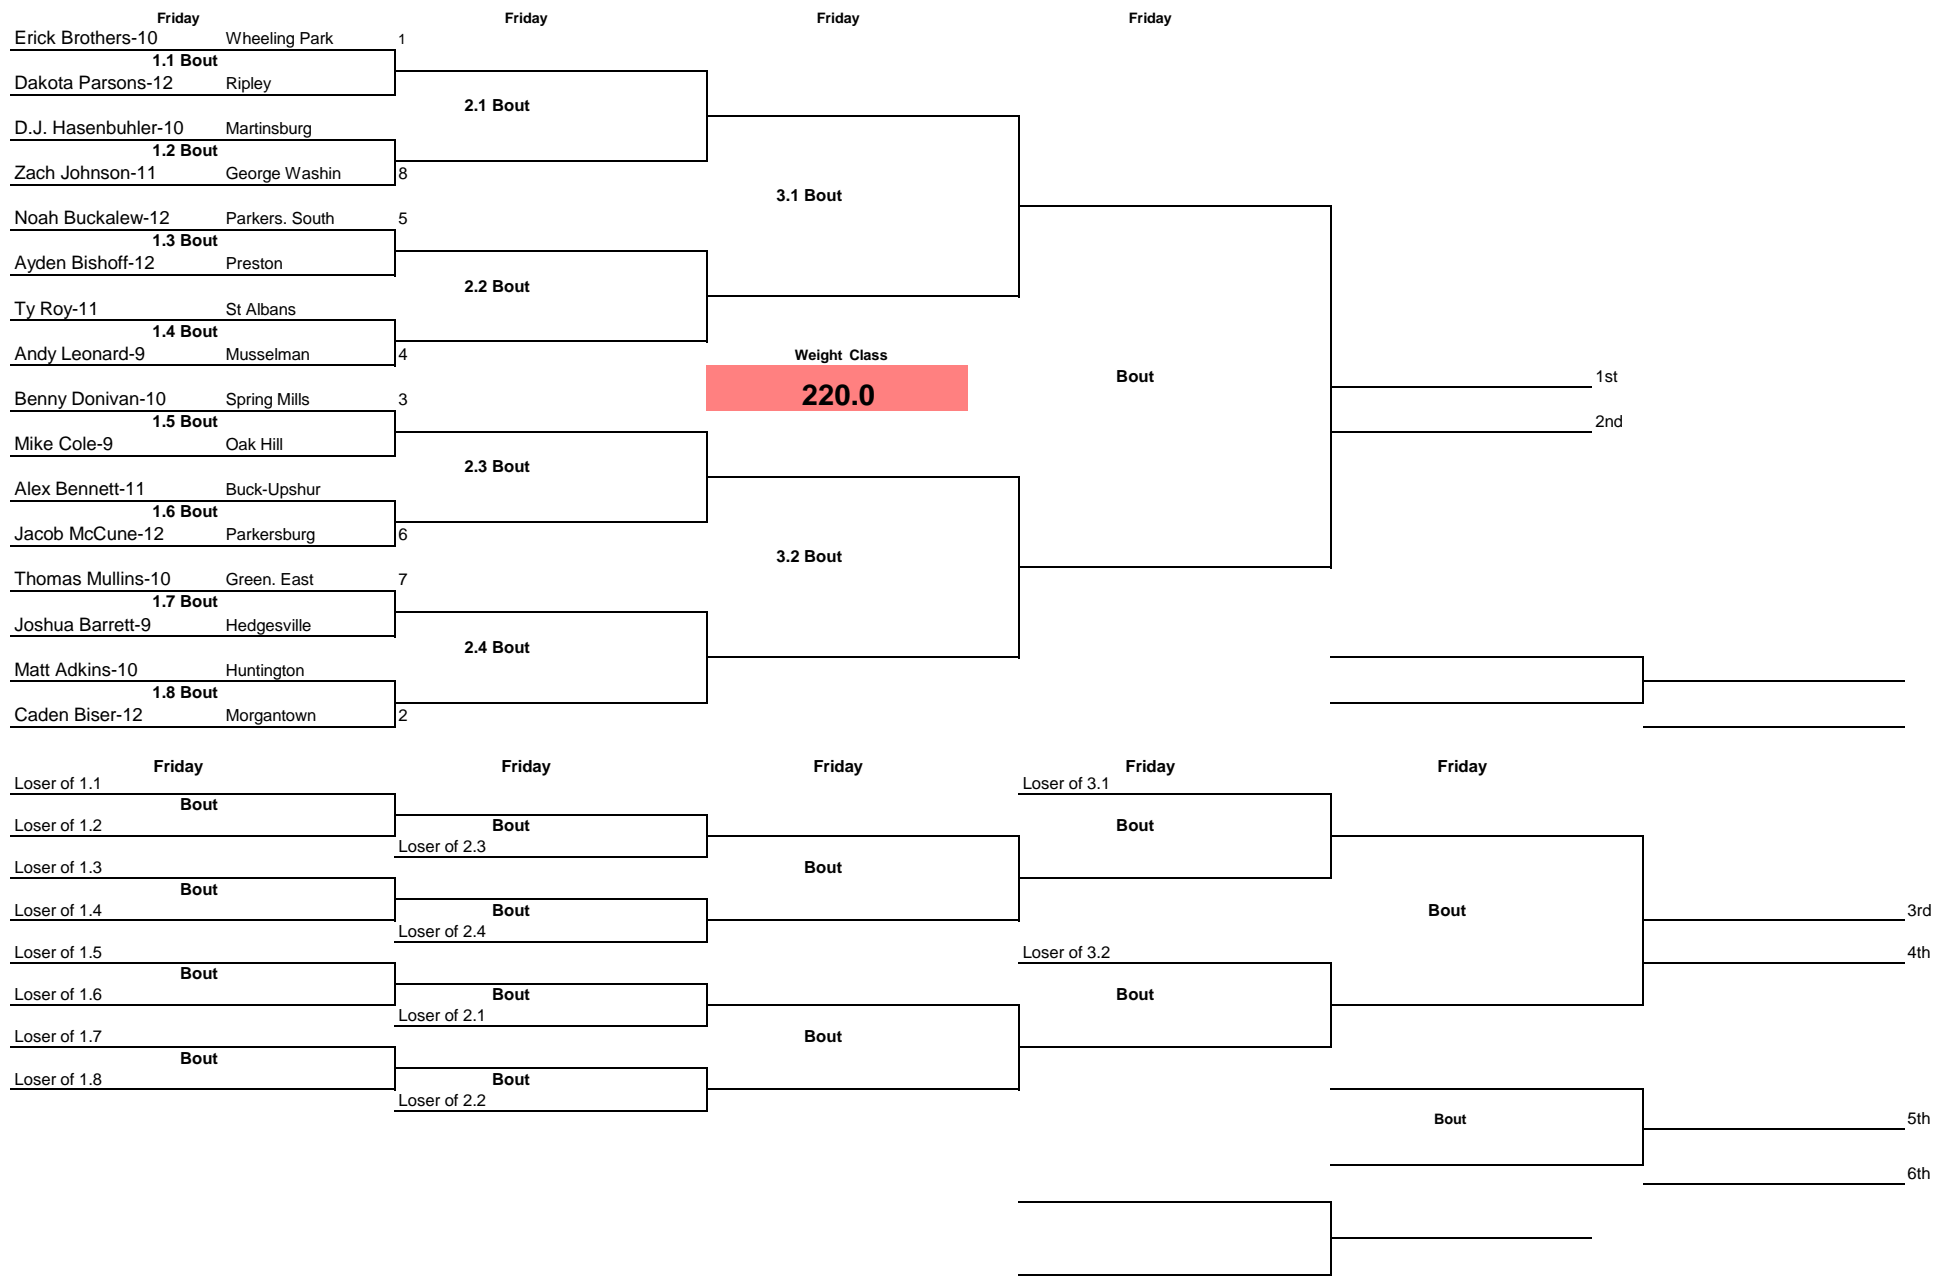 Friday Friday Friday Friday
Erick Brothers-10 Wheeling Park 1
1.1 Bout
Dakota Parsons-12 Ripley
2.1 Bout
D.J. Hasenbuhler-10 Martinsburg
1.2 Bout
Zach Johnson-11 George Washin 8
3.1 Bout
Noah Buckalew-12 Parkers. South 5
1.3 Bout
Ayden Bishoff-12 Preston
2.2 Bout
Ty Roy-11 St Albans
1.4 Bout
Andy Leonard-9 Musselman 4
Weight Class
Bout 1st
220.0
Benny Donivan-10 Spring Mills 3
1.5 Bout 2nd
Mike Cole-9 Oak Hill
2.3 Bout
Alex Bennett-11 Buck-Upshur
1.6 Bout
Jacob McCune-12 Parkersburg 6
3.2 Bout
Thomas Mullins-10 Green. East 7
1.7 Bout
Joshua Barrett-9 Hedgesville
2.4 Bout
Matt Adkins-10 Huntington
1.8 Bout
Caden Biser-12 Morgantown 2
Friday Friday Friday Friday Friday
Loser of 1.1 Loser of 3.1
Bout
Loser of 1.2 Bout Bout
Loser of 2.3
Loser of 1.3 Bout
Bout
Loser of 1.4 Bout Bout 3rd
Loser of 2.4
Loser of 1.5 Loser of 3.2 4th
Bout
Loser of 1.6 Bout Bout
Loser of 2.1
Loser of 1.7 Bout
Bout
Loser of 1.8 Bout
Loser of 2.2
Bout 5th
6th